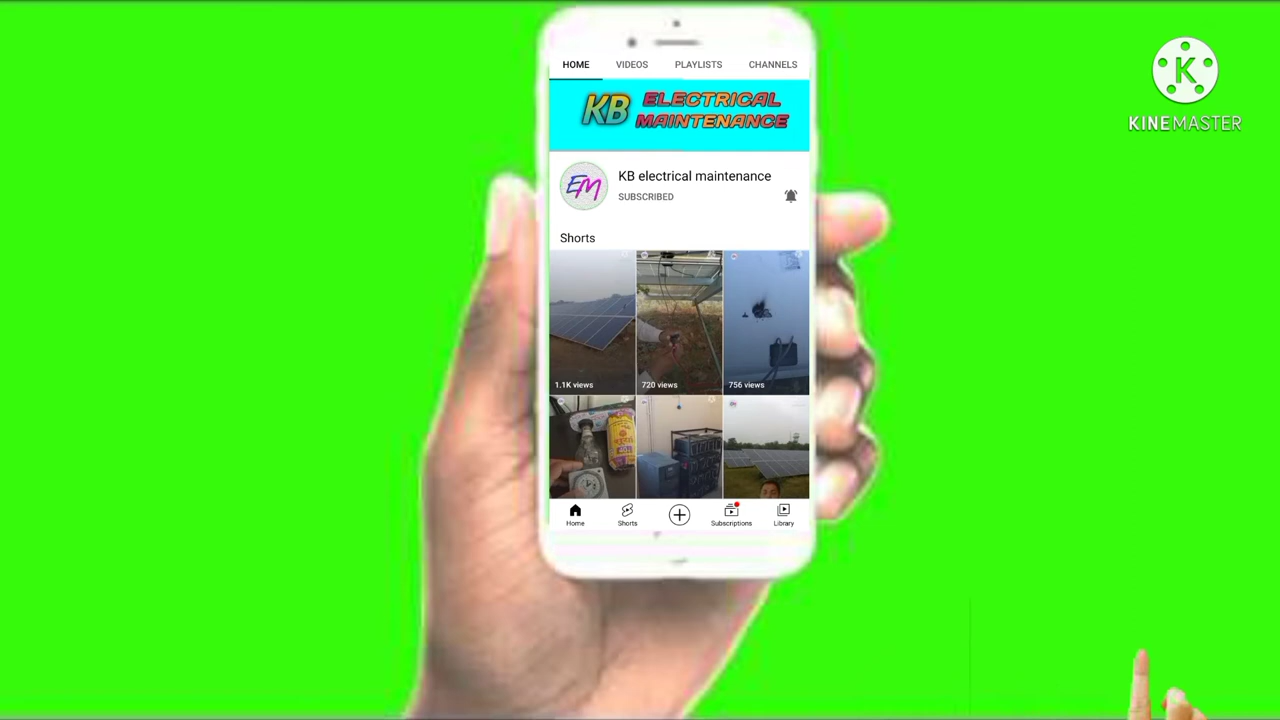 HOME VIDEOS PLAYLISTS CHANNELS
KB ELECTRICAL
MAINTENANCE
EM KB electrical maintenance
SUBSCRIBED
Shorts
1.1K views 720 views 756 views
Home Shorts Subscriptions Library
K
KINEMASTER